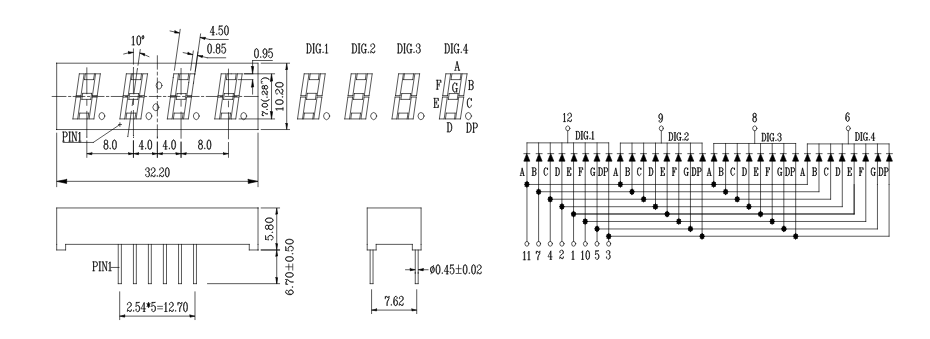 4.50
10°
0.85
0.95
DIG.1 DIG.2 DIG.3 DIG.4
A
F G B
E C
D DP
7.0(.28")
10.20
PIN1
8.0 4.0 4.0 8.0
32.20
12 9 8 6
DIG.1 DIG.2 DIG.3 DIG.4
A B C D E F G DP A B C D E F G DP A B C D E F G DP A B C D E F G DP
11 7 4 2 1 10 5 3
5.80
6.70±0.50
PIN1
2.54*5=12.70
ø0.45±0.02
7.62